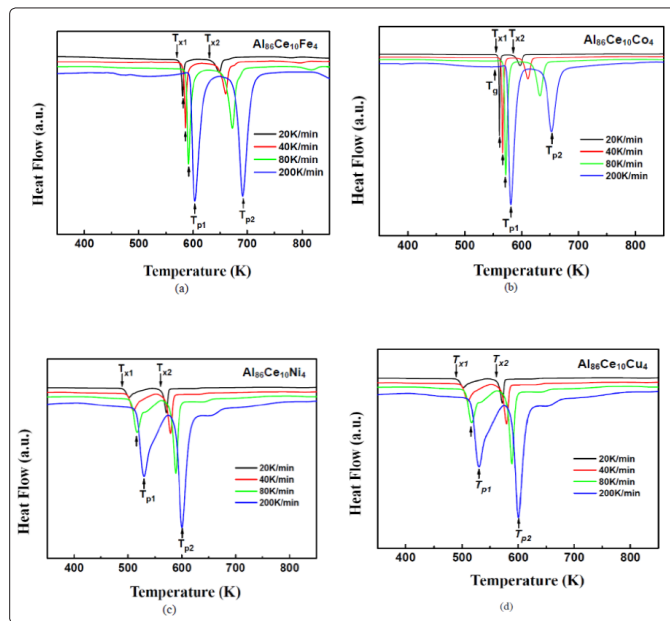 Tx1 Tx2 Al86Ce10Fe4
Heat Flow (a.u.)
20K/min
40K/min
80K/min
200K/min
Tp1 Tp2
400 500 600 700 800
Temperature (K)
(a)
Tx1 Tx2 Al86Ce10Co4
Heat Flow (a.u.)
Tg
20K/min
40K/min
80K/min
200K/min
Tp2
Tp1
400 500 600 700 800
Temperature (K)
(b)
Tx1 Tx2 Al86Ce10Ni4
Heat Flow (a.u.)
20K/min
40K/min
80K/min
200K/min
Tp1
Tp2
400 500 600 700 800
Temperature (K)
(c)
Tx1 Tx2 Al86Ce10Cu4
Heat Flow (a.u.)
20K/min
40K/min
80K/min
200K/min
Tp1
Tp2
400 500 600 700 800
Temperature (K)
(d)